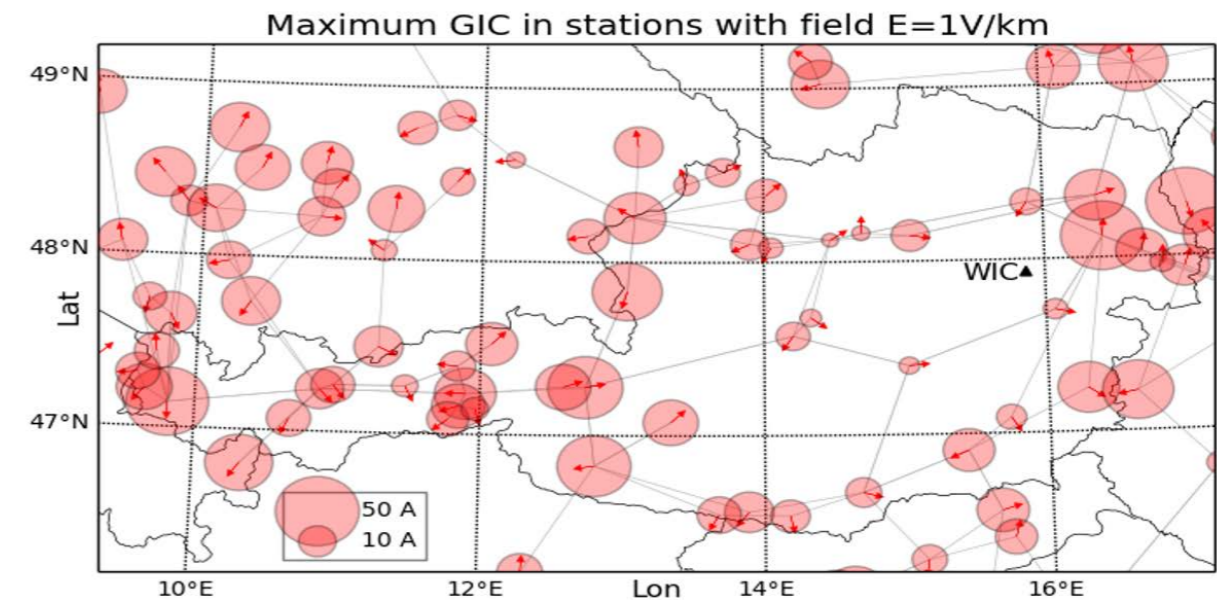 Maximum GIC in stations with field E=1V/km
49°N
48°N
WIC
Lat
47°N
50 A
10 A
10°E
12°E
Lon
14°E
16°E